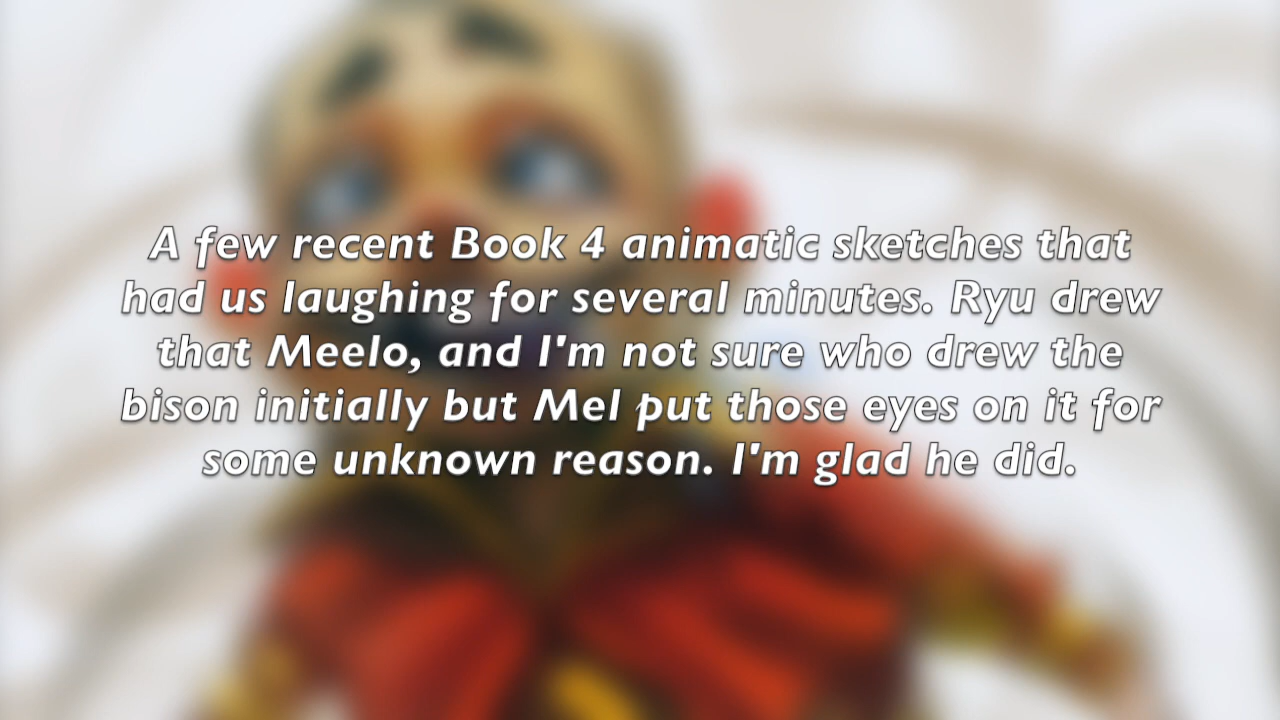 A few recent Book 4 animatic sketches that
had us laughing for several minutes. Ryu drew
that Meelo, and I'm not sure who drew the
bison initially but Mel put those eyes on it for
some unknown reason. I'm glad he did.